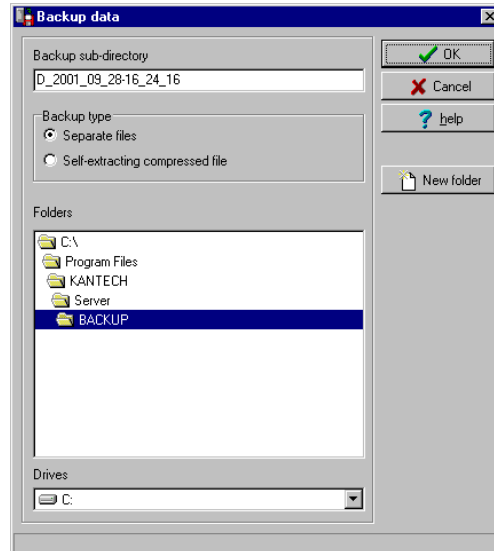 Backup data
Backup sub-directory
D_2001_09_28-16_24_16
Backup type
Separate files
Self-extracting compressed file
Folders
C:\
Program Files
KANTECH
Server
BACKUP
Drives
C:
OK
Cancel
help
New folder